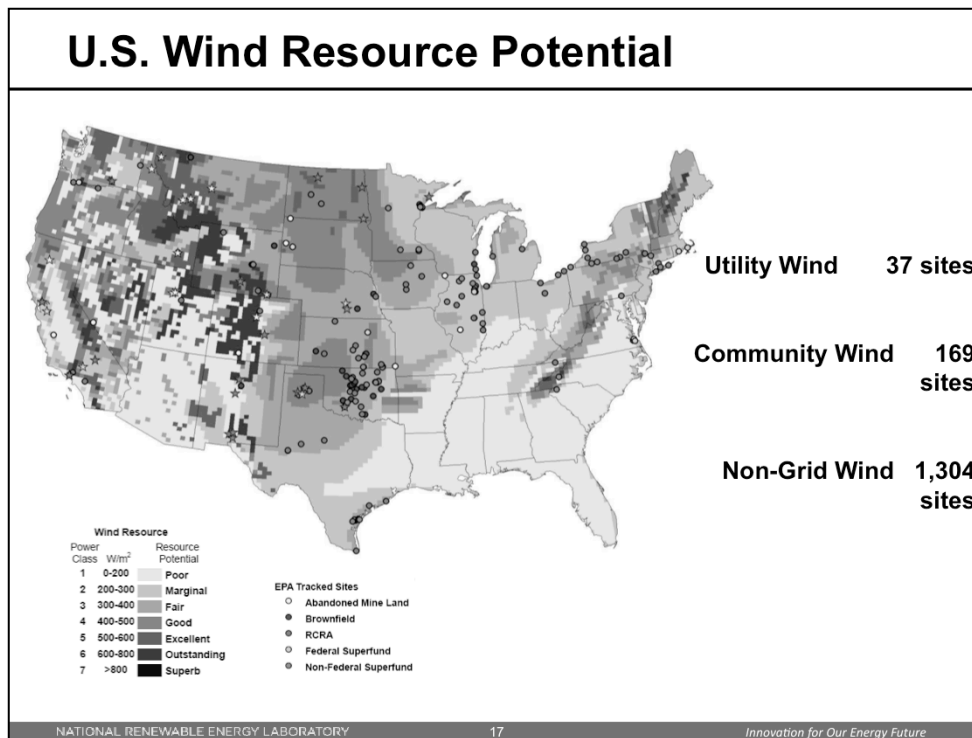 U.S. Wind Resource Potential
Utility Wind 37 sites
Community Wind 169
sites
Non-Grid Wind 1,304
sites
Wind Resource
Power Resource
Class W/m² Potential
1 0-200 Poor
2 200-300 Marginal
3 300-400 Fair
4 400-500 Good
5 500-600 Excellent
6 600-800 Outstanding
7 >800 Superb
EPA Tracked Sites
Abandoned Mine Land
Brownfield
RCRA
Federal Superfund
Non-Federal Superfund
NATIONAL RENEWABLE ENERGY LABORATORY 17 Innovation for Our Energy Future